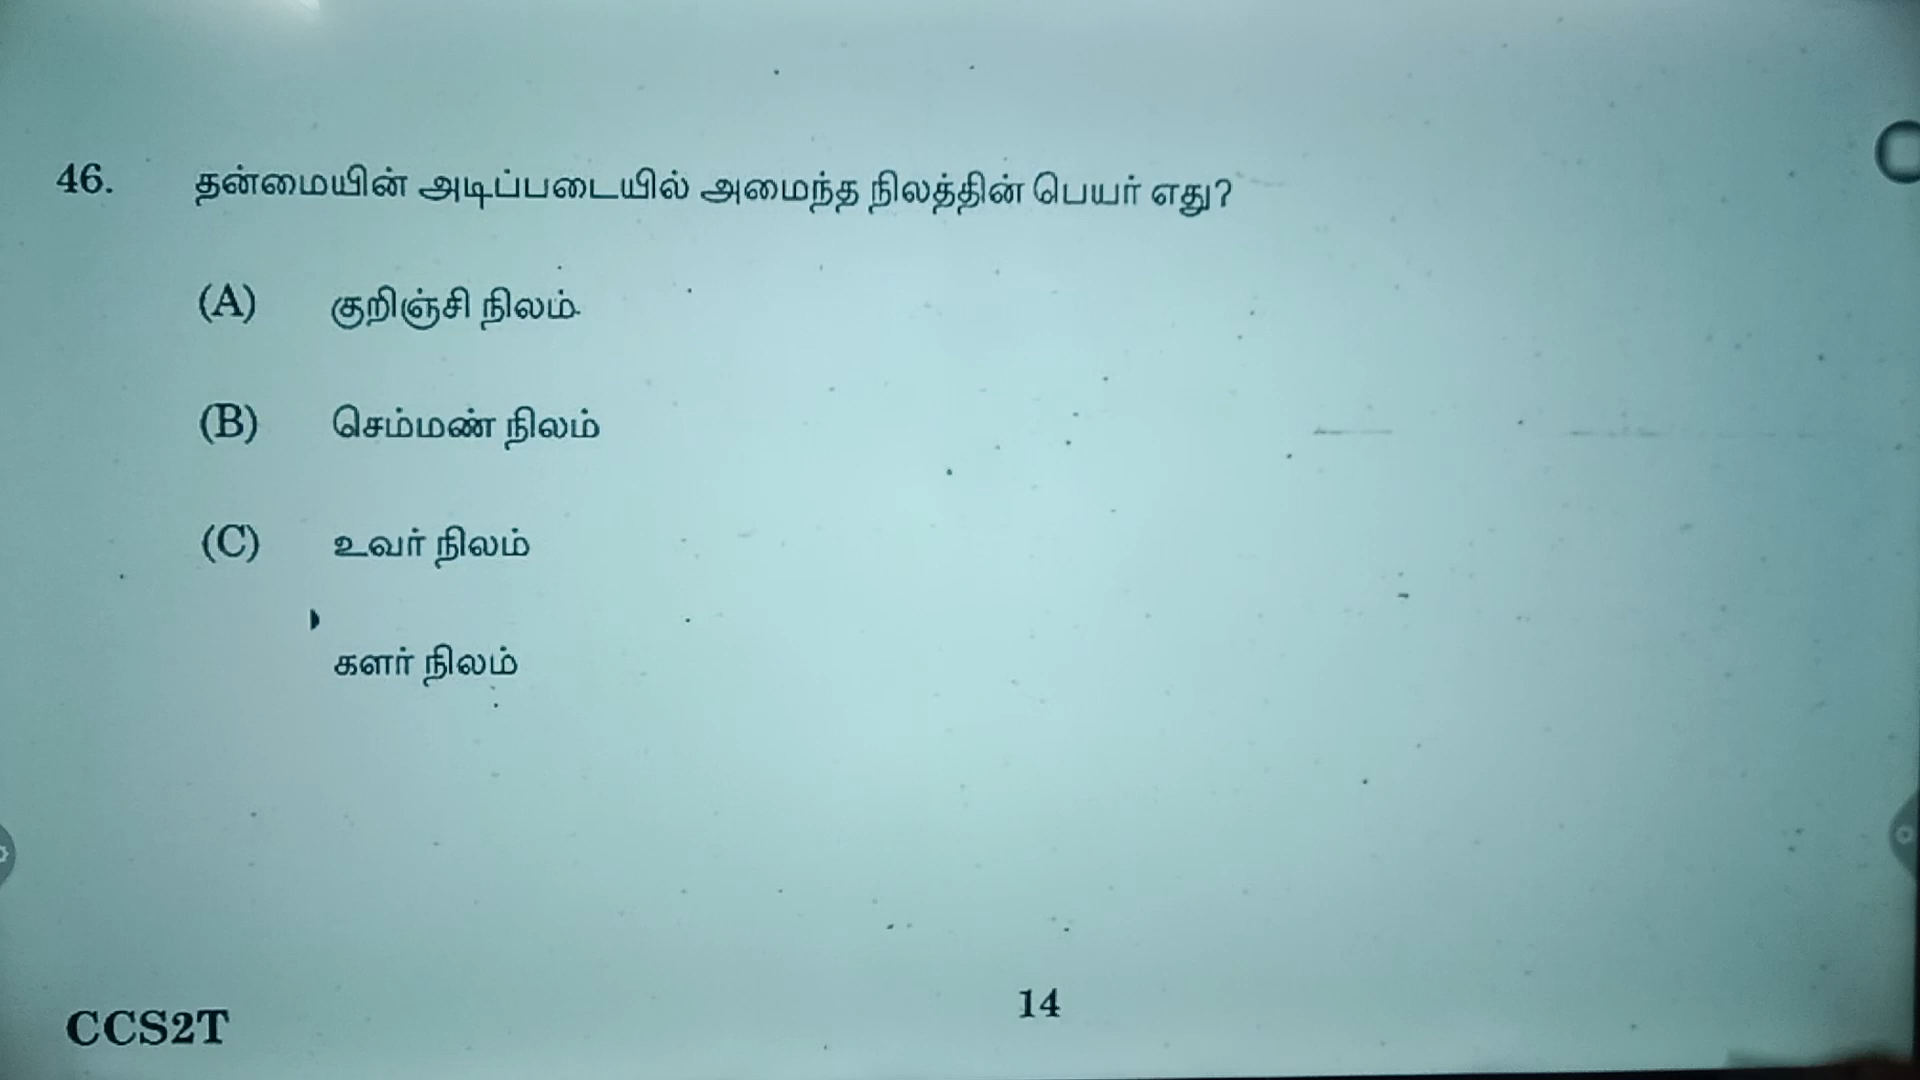 46. தன்மையின் அடிப்படையில் அமைந்த நிலத்தின் பெயர் எது?
(A) குறிஞ்சி நிலம்
(B) செம்மண் நிலம்
(C) உவர் நிலம்
களர் நிலம்
14
CCS2T